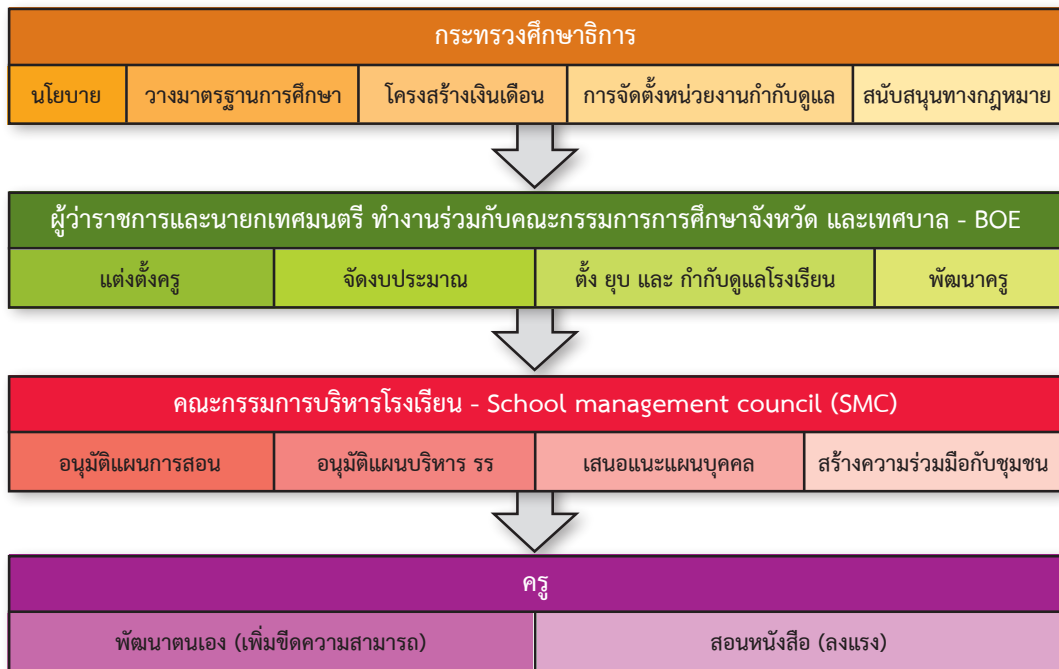 กระทรวงศึกษาธิการ
นโยบาย วางมาตรฐานการศึกษา โครงสร้างเงินเดือน การจัดตั้งหน่วยงานกำกับดูแล สนับสนุนทางกฎหมาย
ผู้ว่าราชการและนายกเทศมนตรี ทำงานร่วมกับคณะกรรมการการศึกษาจังหวัด และเทศบาล - BOE
แต่งตั้งครู จัดงบประมาณ ตั้ง ยุบ และ กำกับดูแลโรงเรียน พัฒนาครู
คณะกรรมการบริหารโรงเรียน - School management council (SMC)
อนุมัติแผนการสอน อนุมัติแผนบริหาร รร เสนอแนะแผนบุคคล สร้างความร่วมมือกับชุมชน
ครู
พัฒนาตนเอง (เพิ่มขีดความสามารถ) สอนหนังสือ (ลงแรง)